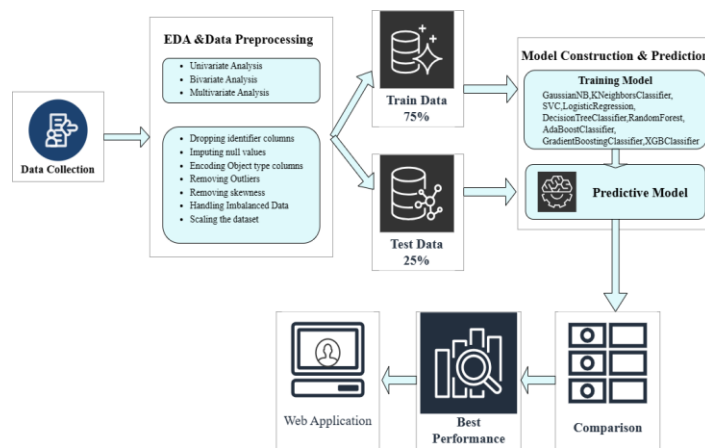 EDA &Data Preprocessing
• Univariate Analysis
• Bivariate Analysis
• Multivariate Analysis
• Dropping identifier columns
• Imputing null values
• Encoding Object type columns
• Removing Outliers
• Removing skewness
• Handling Imbalanced Data
• Scaling the dataset
Data Collection
Train Data
75%
Test Data
25%
Model Construction & Prediction
Training Model
GaussianNB,KNeighborsClassifier,
SVC,LogisticRegression,
DecisionTreeClassifier,RandomForest,
AdaBoostClassifier,
GradientBoostingClassifier,XGBClassifier
Predictive Model
Web Application
Best
Performance
Comparison